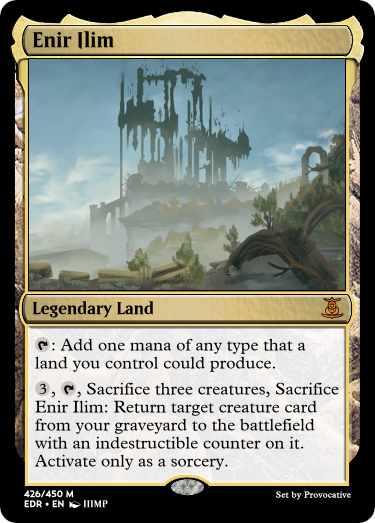 Enir Ilim
Legendary Land
: Add one mana of any type that a
land you control could produce.
3, , Sacrifice three creatures, Sacrifice
Enir Ilim: Return target creature card
from your graveyard to the battlefield
with an indestructible counter on it.
Activate only as a sorcery.
426/450 M
Set by Provocative
EDR • EN IIIMP